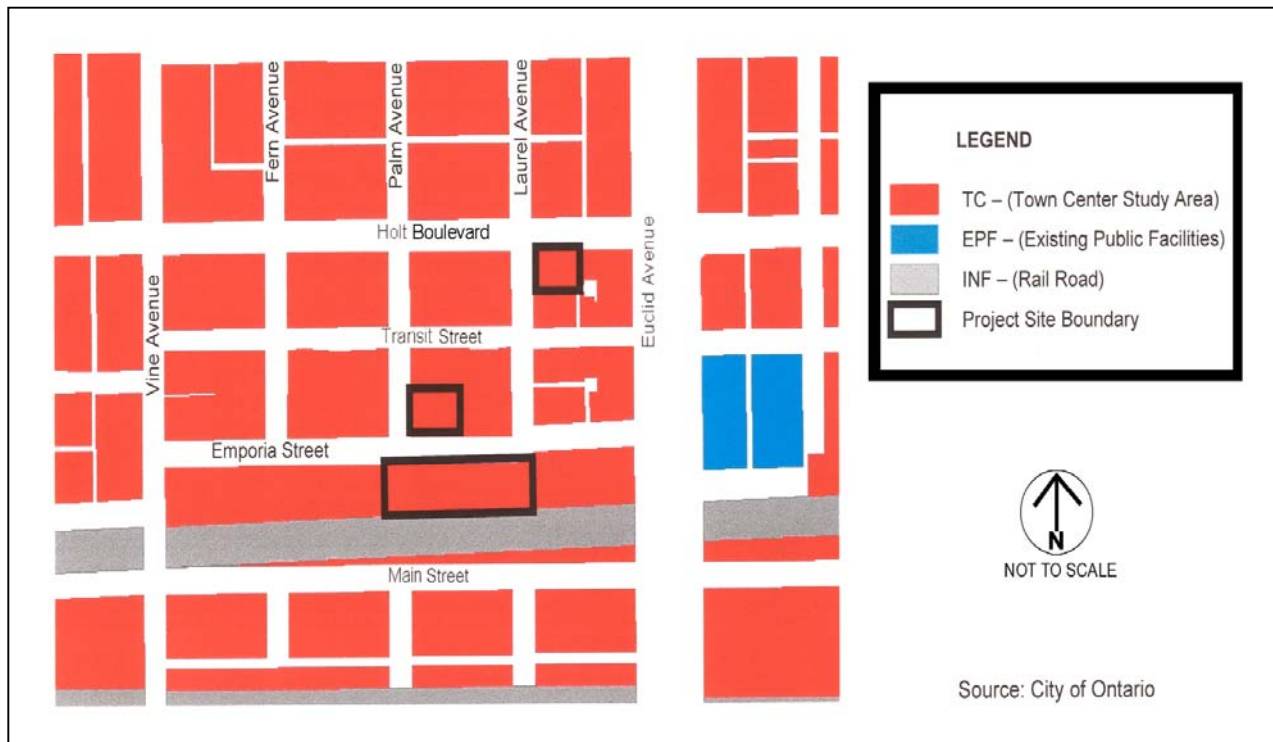 Fern Avenue
Palm Avenue
Laurel Avenue
Holt Boulevard
Euclid Avenue
Transit Street
Vine Avenue
Emporia Street
Main Street
LEGEND
TC – (Town Center Study Area)
EPF – (Existing Public Facilities)
INF – (Rail Road)
Project Site Boundary
N
NOT TO SCALE
Source: City of Ontario